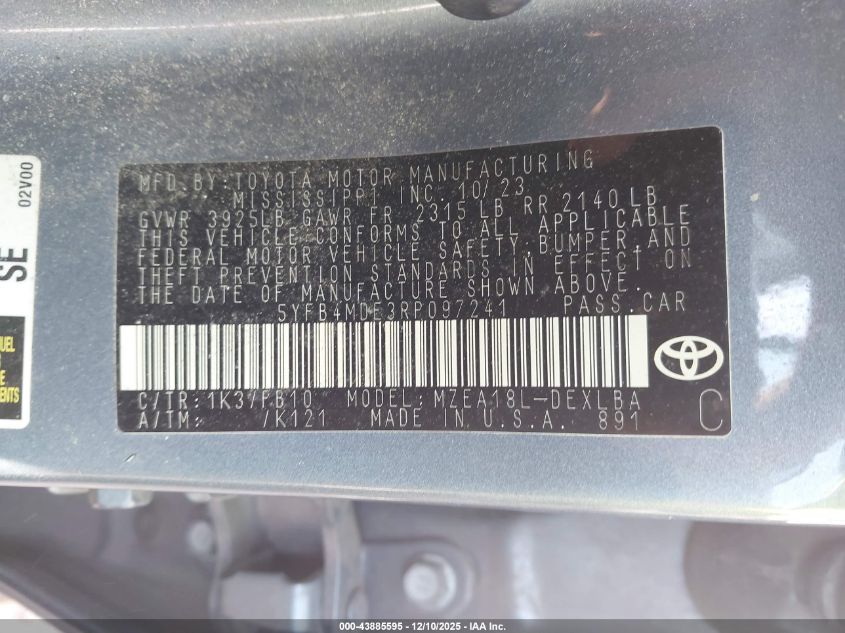 MFD.BY:TOYOTA MOTOR MANUFACTURING
MISSISSIPPI INC. 10/23
GVWR 3925LB GAWR FR 2315LB RR 2140LB
THIS VEHICLE CONFORMS TO ALL APPLICABLE
FEDERAL MOTOR VEHICLE SAFETY, BUMPER, AND
THEFT PREVENTION STANDARDS IN EFFECT ON
THE DATE OF MANUFACTURE SHOWN ABOVE.
5YFB4MDE3RP097241 PASS.CAR
C/TR:1K3/FB10 MODEL:MZEA18L-DEXLBA
A/TM: /K121 MADE IN U.S.A. 891
C
02V00
SE
000-43885595 - 12/10/2025 - IAA Inc.